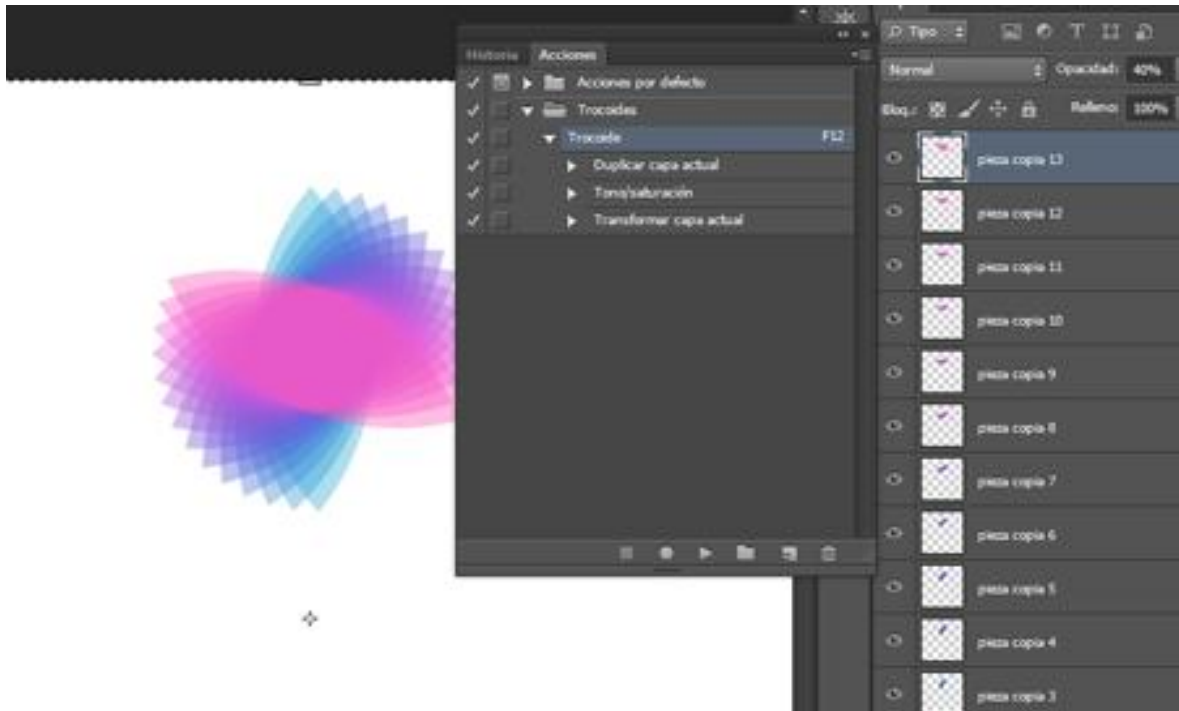 Historia Acciones
Acciones por defecto
Trocoides
Trocoide F12
Duplicar capa actual
Tono/saturación
Transformar capa actual
Tipo
Normal Opacidad: 40%
Bloq.: Relleno: 100%
pieza copia 13
pieza copia 12
pieza copia 11
pieza copia 10
pieza copia 9
pieza copia 8
pieza copia 7
pieza copia 6
pieza copia 5
pieza copia 4
pieza copia 3